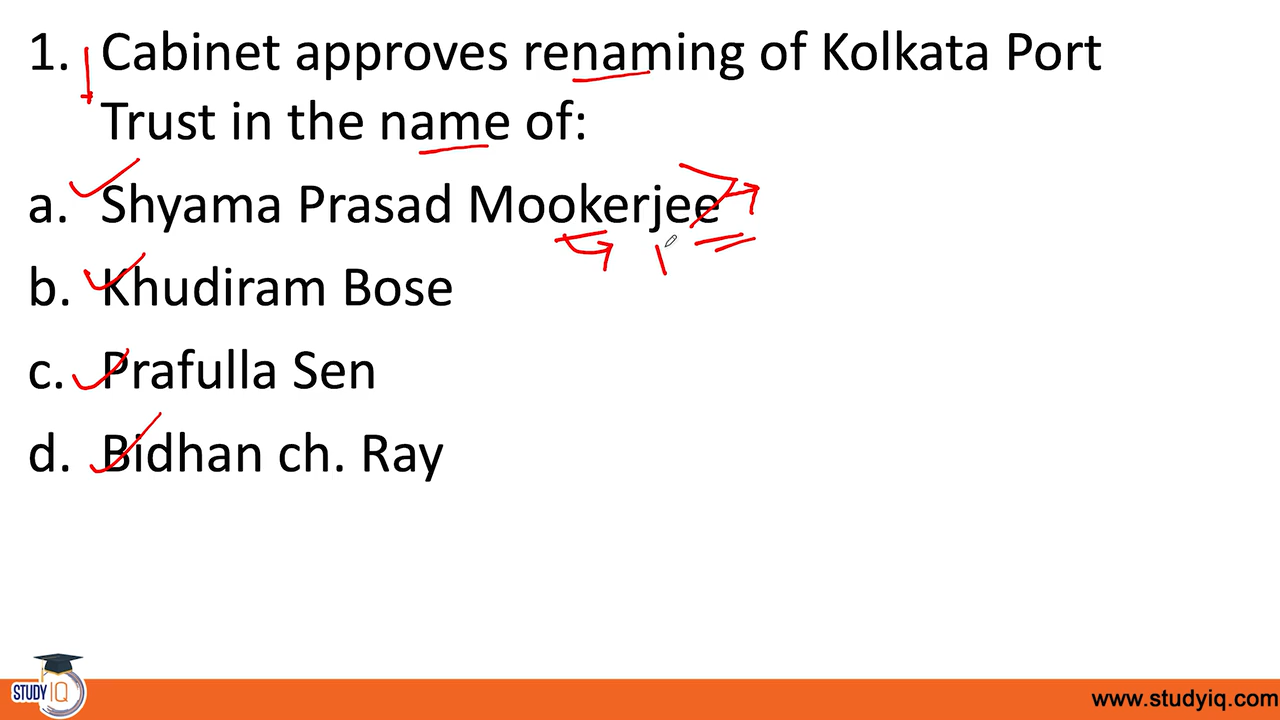 1. Cabinet approves renaming of Kolkata Port
Trust in the name of:
a. Shyama Prasad Mookerjee
b. Khudiram Bose
c. Prafulla Sen
d. Bidhan ch. Ray
STUDY IQ
www.studyiq.com